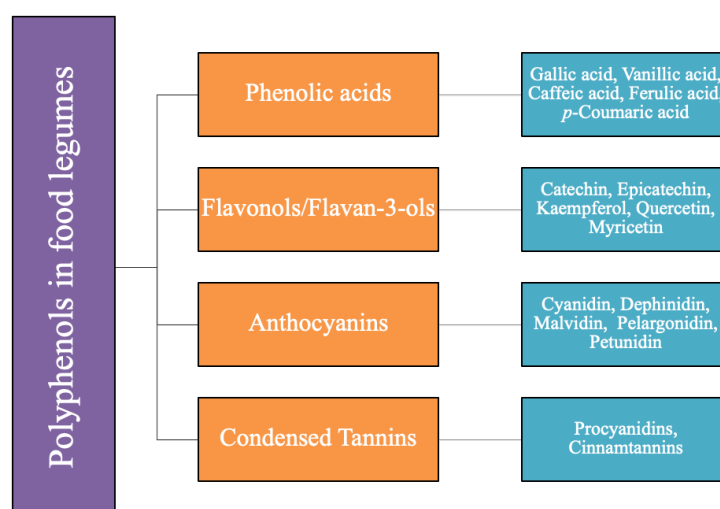 Polyphenols in food legumes
Phenolic acids
Gallic acid, Vanillic acid,
Caffeic acid, Ferulic acid,
p-Coumaric acid
Flavonols/Flavan-3-ols
Catechin, Epicatechin,
Kaempferol, Quercetin,
Myricetin
Anthocyanins
Cyanidin, Dephinidin,
Malvidin, Pelargonidin,
Petunidin
Condensed Tannins
Procyanidins,
Cinnamtannins